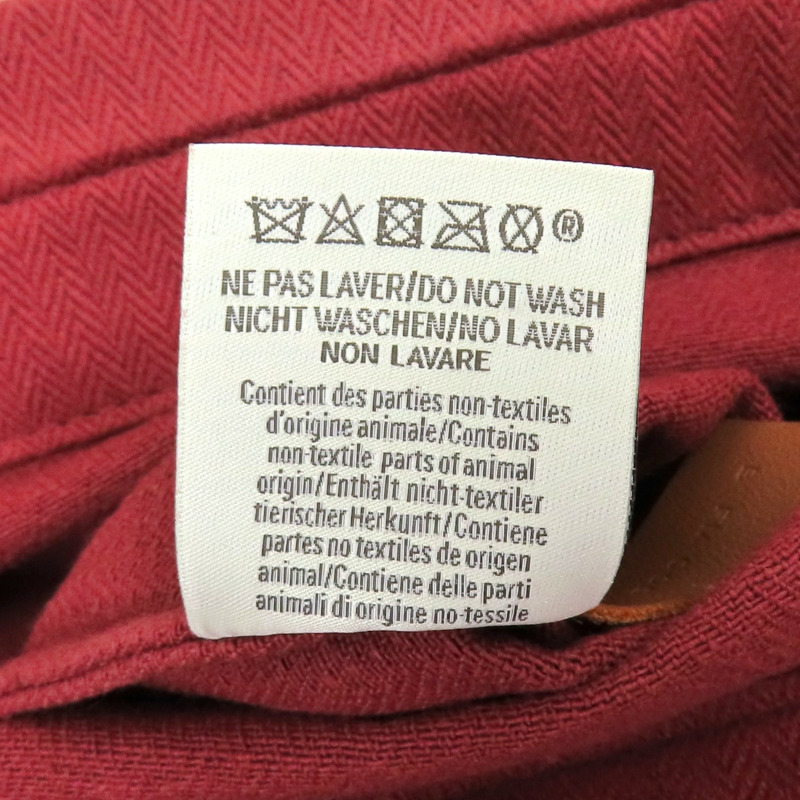 ®
NE PAS LAVER/DO NOT WASH
NICHT WASCHEN/NO LAVAR
NON LAVARE
Contient des parties non-textiles
d'origine animale/Contains
non-textile parts of animal
origin/Enthält nicht-textiler
tierischer Herkunft/Contiene
partes no textiles de origen
animal/Contiene delle parti
animali di origine no-tessile